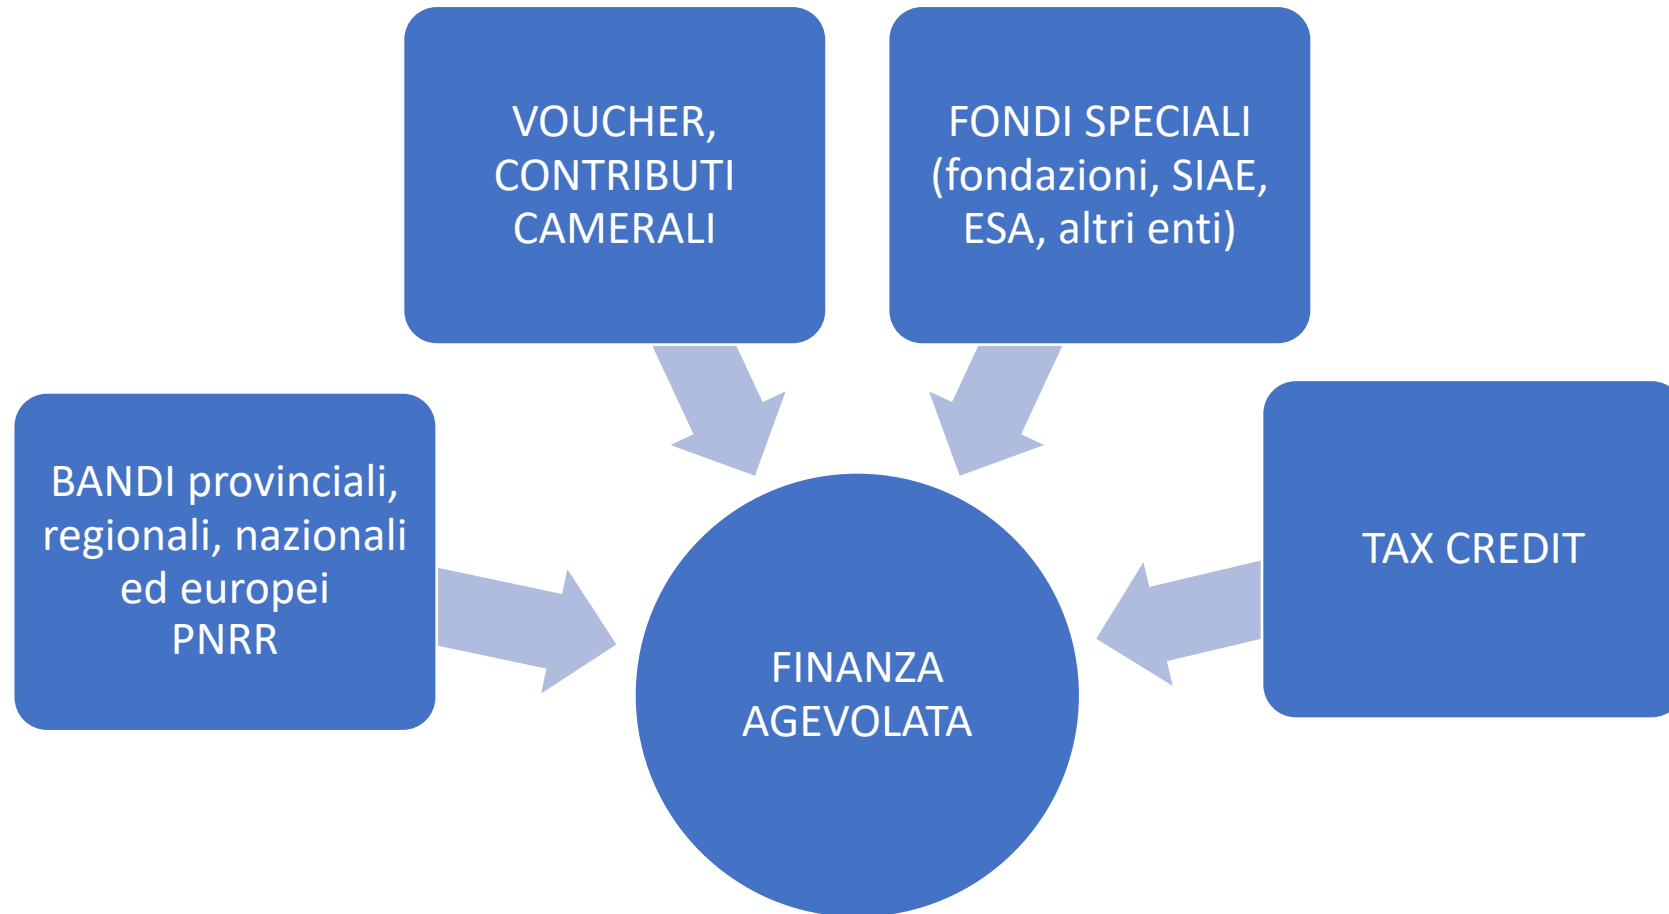 VOUCHER,
CONTRIBUTI
CAMERALI
FONDI SPECIALI
(fondazioni, SIAE,
ESA, altri enti)
BANDI provinciali,
regionali, nazionali
ed europei
PNRR
TAX CREDIT
FINANZA
AGEVOLATA